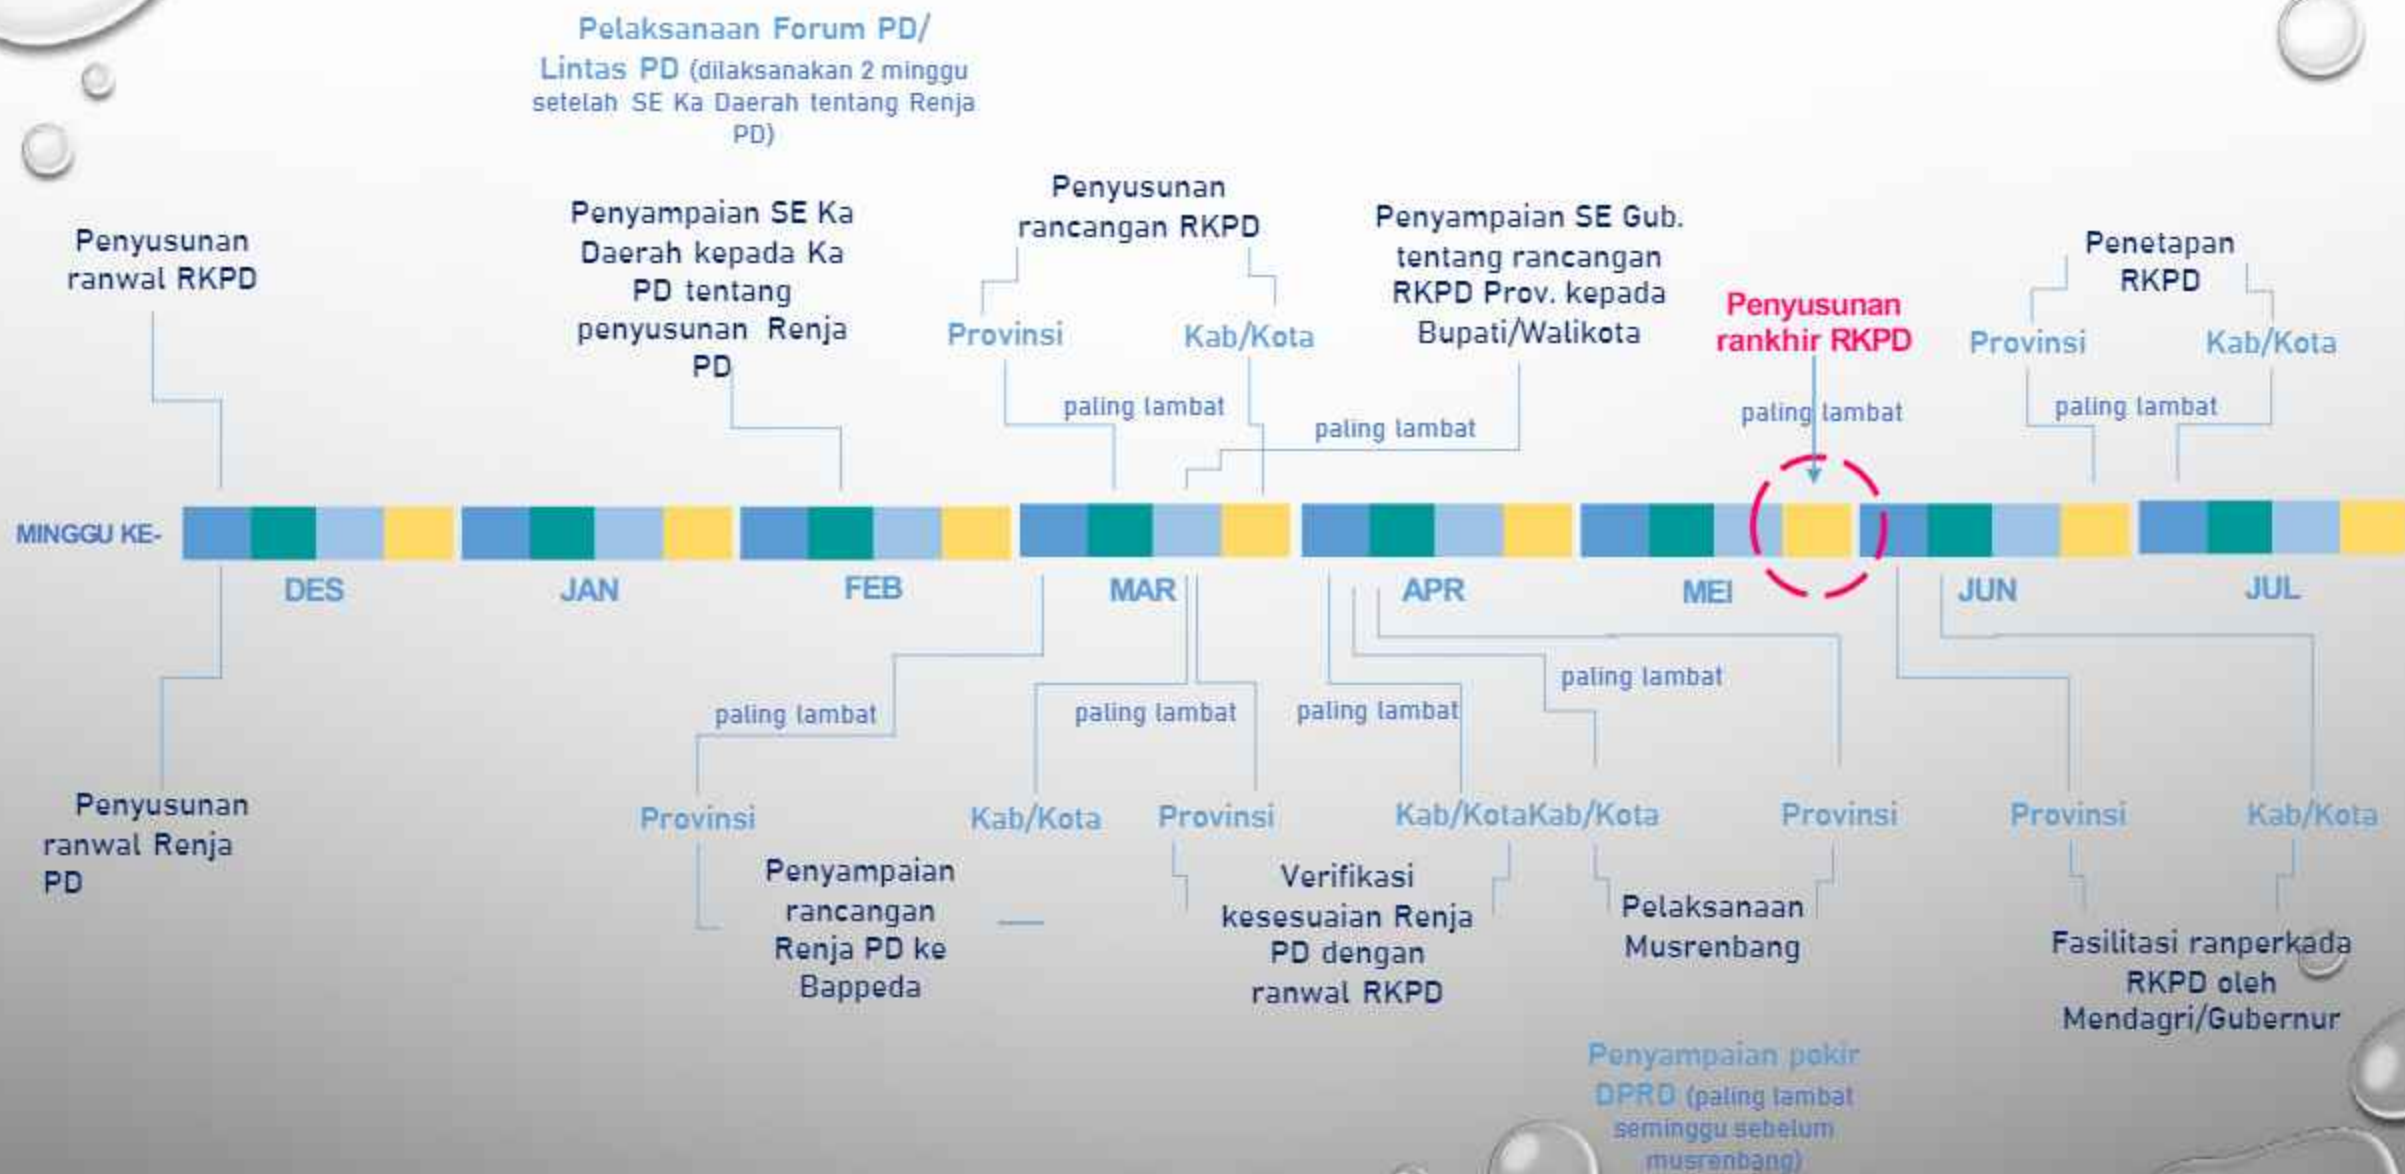 Pelaksanaan Forum PD/
Lintas PD (dilaksanakan 2 minggu
setelah SE Ka Daerah tentang Renja
PD)
Penyusunan
ranwal RKPD
Penyampaian SE Ka
Daerah kepada Ka
PD tentang
penyusunan Renja
PD
Penyusunan
rancangan RKPD
Provinsi
Kab/Kota
paling lambat
Penyampaian SE Gub.
tentang rancangan
RKPD Prov. kepada
Bupati/Walikota
paling lambat
Penyusunan
rankhir RKPD
paling lambat
Penetapan
RKPD
Provinsi
Kab/Kota
paling lambat
MINGGU KE-
DES
JAN
FEB
MAR
APR
MEI
JUN
JUL
Penyusunan
ranwal Renja
PD
paling lambat
Provinsi
Kab/Kota
Penyampaian
rancangan
Renja PD ke
Bappeda
paling lambat
paling lambat
Provinsi
Kab/Kota
Verifikasi
kesesuaian Renja
PD dengan
ranwal RKPD
paling lambat
Kab/Kota
Provinsi
Pelaksanaan
Musrenbang
Provinsi
Kab/Kota
Fasilitasi ranperkada
RKPD oleh
Mendagri/Gubernur
Penyampaian pokir
DPRD (paling lambat
seminggu sebelum
musrenbang)